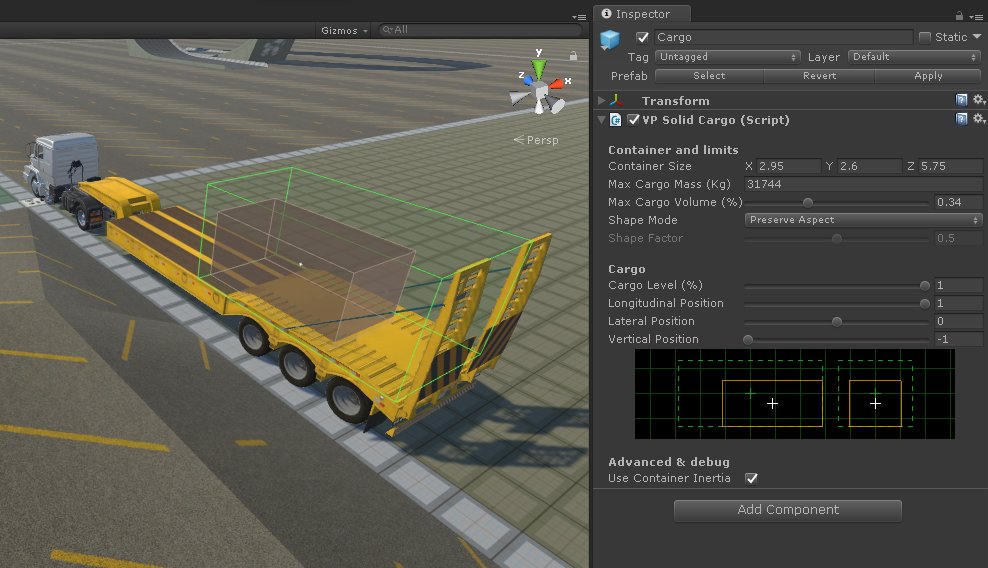 Inspector
Gizmos
All
Cargo
Static
Tag Untagged Layer Default
Prefab Select Revert Apply
Transform
VP Solid Cargo (Script)
y
z
x
Persp
Container and limits
Container Size X 2.95 Y 2.6 Z 5.75
Max Cargo Mass (Kg) 31744
Max Cargo Volume (%) 0.34
Shape Mode Preserve Aspect
Shape Factor 0.5
Cargo
Cargo Level (%) 1
Longitudinal Position 1
Lateral Position 0
Vertical Position -1
Advanced & debug
Use Container Inertia
Add Component